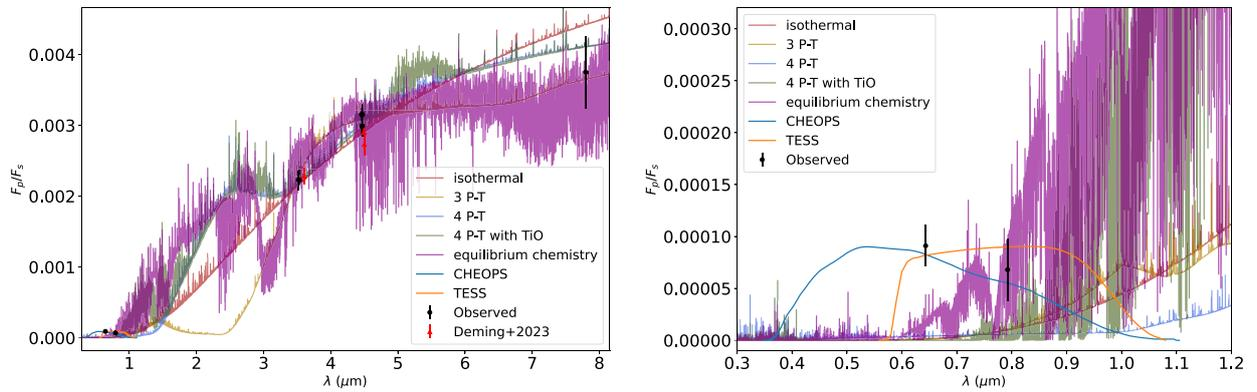 0.004
0.003
0.002
0.001
0.000
Fp/Fs
1 2 3 4 5 6 7 8
λ (μm)
isothermal
3 P-T
4 P-T
4 P-T with TiO
equilibrium chemistry
CHEOPS
TESS
Observed
Deming+2023
0.00030
0.00025
0.00020
0.00015
0.00010
0.00005
0.00000
Fp/Fs
0.3 0.4 0.5 0.6 0.7 0.8 0.9 1.0 1.1 1.2
λ (μm)
isothermal
3 P-T
4 P-T
4 P-T with TiO
equilibrium chemistry
CHEOPS
TESS
Observed